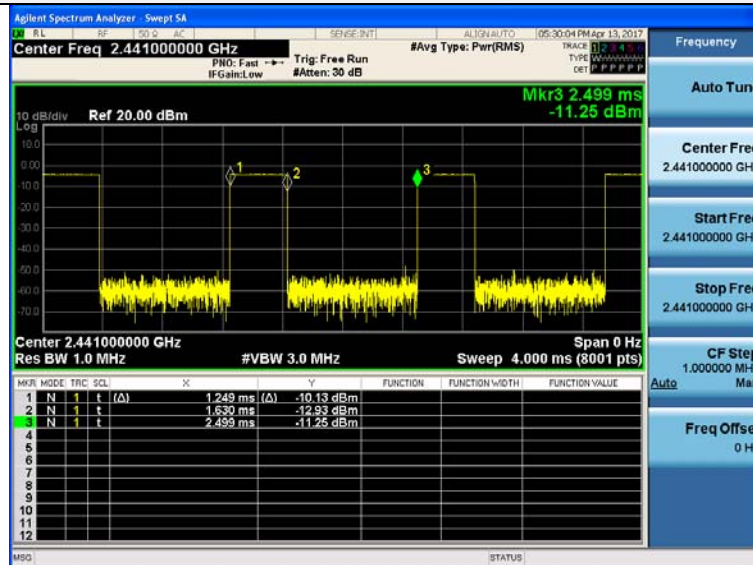 Agilent Spectrum Analyzer - Swept SA
RL RF 50 Ω AC SENSE:INT ALIGN AUTO 05:30:04 PM Apr 13, 2017
Center Freq 2.441000000 GHz #Avg Type: Pwr(RMS) TRACE 1 2 3 4 5 6
PNO: Fast Trig: Free Run TYPE
IFGain:Low #Atten: 30 dB DET P P P P P P
Frequency
Auto Tun
Mkr3 2.499 ms
10 dB/div Ref 20.00 dBm -11.25 dBm
Log
10.0
0.00
-10.0
-20.0
-30.0
-40.0
-50.0
-60.0
-70.0
1
2
3
Center 2.441000000 GHz Span 0 Hz
Res BW 1.0 MHz #VBW 3.0 MHz Sweep 4.000 ms (8001 pts)
MKR MODE TRC SCL X Y FUNCTION FUNCTION WIDTH FUNCTION VALUE
1 N 1 t (Δ) 1.249 ms (Δ) -10.13 dBm
2 N 1 t 1.630 ms -12.93 dBm
3 N 1 t 2.499 ms -11.25 dBm
4
5
6
7
8
9
10
11
12
MSG STATUS
Center Fre
2.441000000 GH
Start Fre
2.441000000 GH
Stop Fre
2.441000000 GH
CF Ste
1.000000 MH
Auto Ma
Freq Offse
0 H